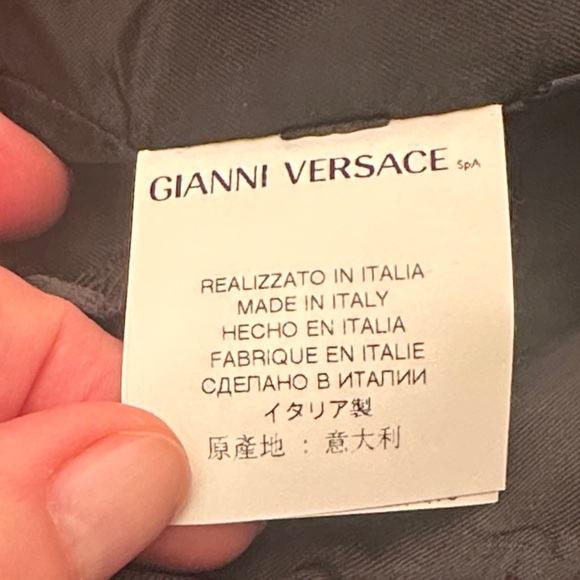 GIANNI VERSACE SpA
REALIZZATO IN ITALIA
MADE IN ITALY
HECHO EN ITALIA
FABRIQUE EN ITALIE
СДЕЛАНО В ИТАЛИИ
イタリア製
原產地 : 意大利